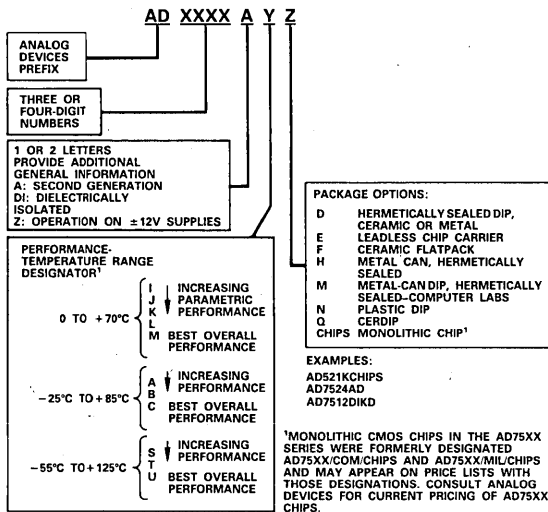 AD XXXX A Y Z
ANALOG
DEVICES
PREFIX
THREE OR
FOUR-DIGIT
NUMBERS
1 OR 2 LETTERS
PROVIDE ADDITIONAL
GENERAL INFORMATION
A: SECOND GENERATION
DI: DIELECTRICALLY
ISOLATED
Z: OPERATION ON ±12V SUPPLIES
PERFORMANCE-
TEMPERATURE RANGE
DESIGNATOR¹
0 TO +70°C
I
J
K
L
M
INCREASING
PARAMETRIC
PERFORMANCE
BEST OVERALL
PERFORMANCE
−25°C TO +85°C
A
B
C
INCREASING
PERFORMANCE
BEST OVERALL
PERFORMANCE
−55°C TO +125°C
S
T
U
INCREASING
PERFORMANCE
BEST OVERALL
PERFORMANCE
PACKAGE OPTIONS:
D HERMETICALLY SEALED DIP,
CERAMIC OR METAL
E LEADLESS CHIP CARRIER
F CERAMIC FLATPACK
H METAL CAN, HERMETICALLY
SEALED
M METAL-CAN DIP, HERMETICALLY
SEALED–COMPUTER LABS
N PLASTIC DIP
Q CERDIP
CHIPS MONOLITHIC CHIP¹
EXAMPLES:
AD521KCHIPS
AD7524AD
AD7512DIKD
¹MONOLITHIC CMOS CHIPS IN THE AD75XX
SERIES WERE FORMERLY DESIGNATED
AD75XX/COM/CHIPS AND AD75XX/MIL/CHIPS
AND MAY APPEAR ON PRICE LISTS WITH
THOSE DESIGNATIONS. CONSULT ANALOG
DEVICES FOR CURRENT PRICING OF AD75XX
CHIPS.